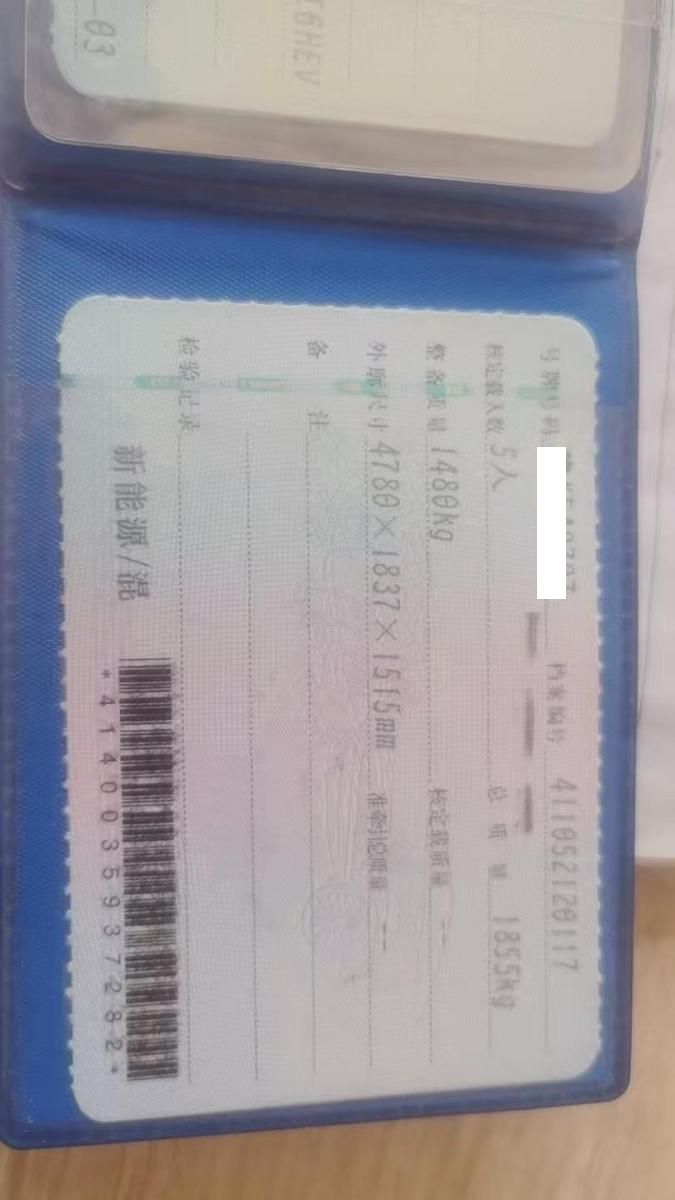 -03
16HEV
号牌号码
档案编号 411052120117
核定载人数 5人
总质量 1855kg
整备质量 1480kg
核定载质量 --
外廓尺寸 4780×1837×1515mm
准牵引总质量 --
备注
检验记录
新能源/混
*4140035937282*